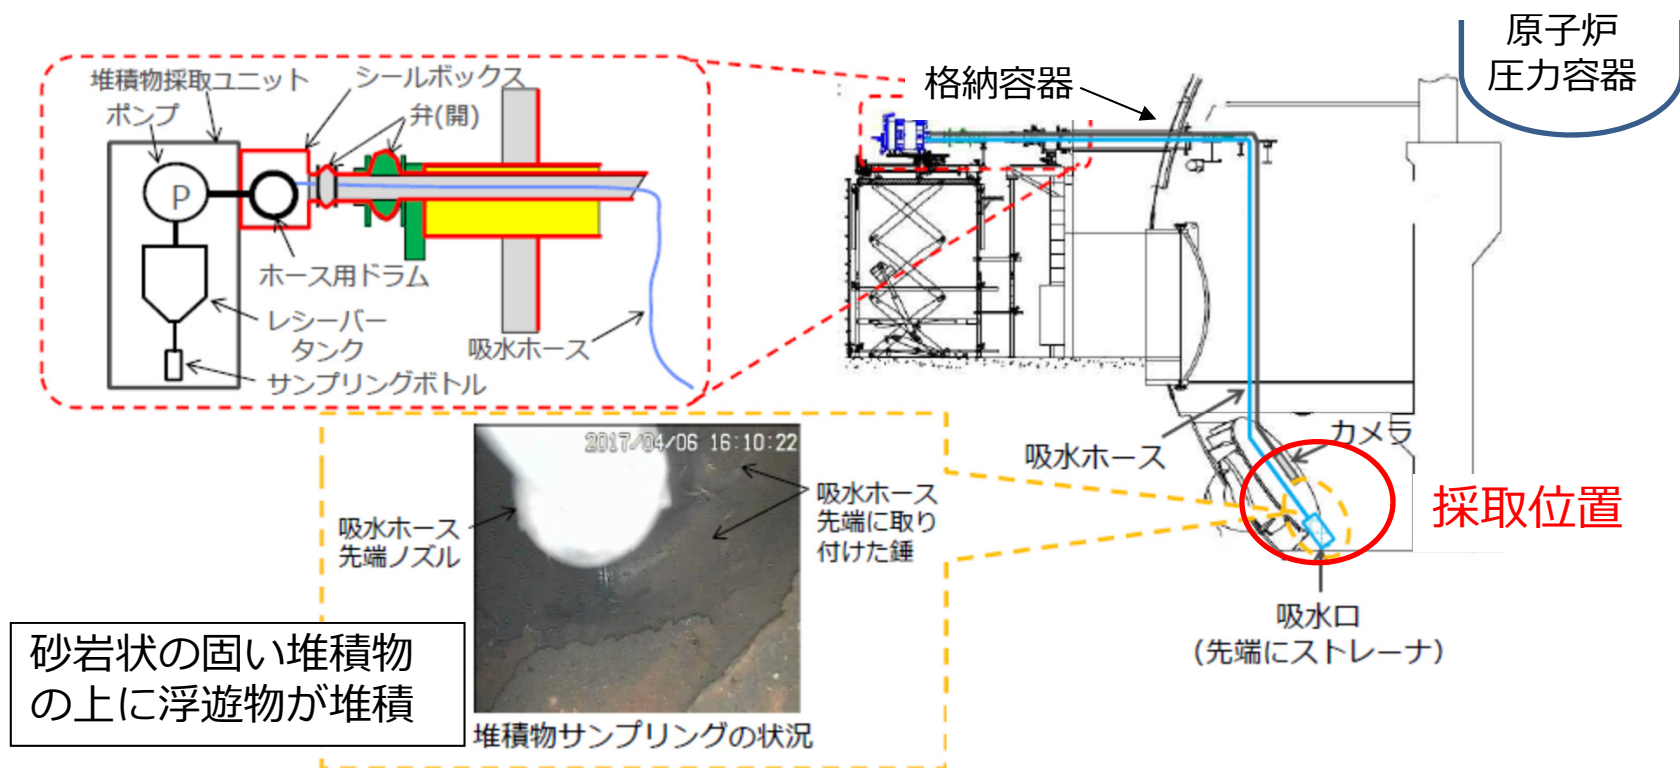 堆積物採取ユニット
シールボックス
ポンプ
弁(開)
P
ホース用ドラム
レシーバー
タンク
吸水ホース
サンプリングボトル
原子炉
圧力容器
格納容器
吸水ホース
カメラ
採取位置
吸水口
(先端にストレーナ)
2017/04/06 16:10:22
吸水ホース
先端ノズル
吸水ホース
先端に取り
付けた錘
堆積物サンプリングの状況
砂岩状の固い堆積物
の上に浮遊物が堆積